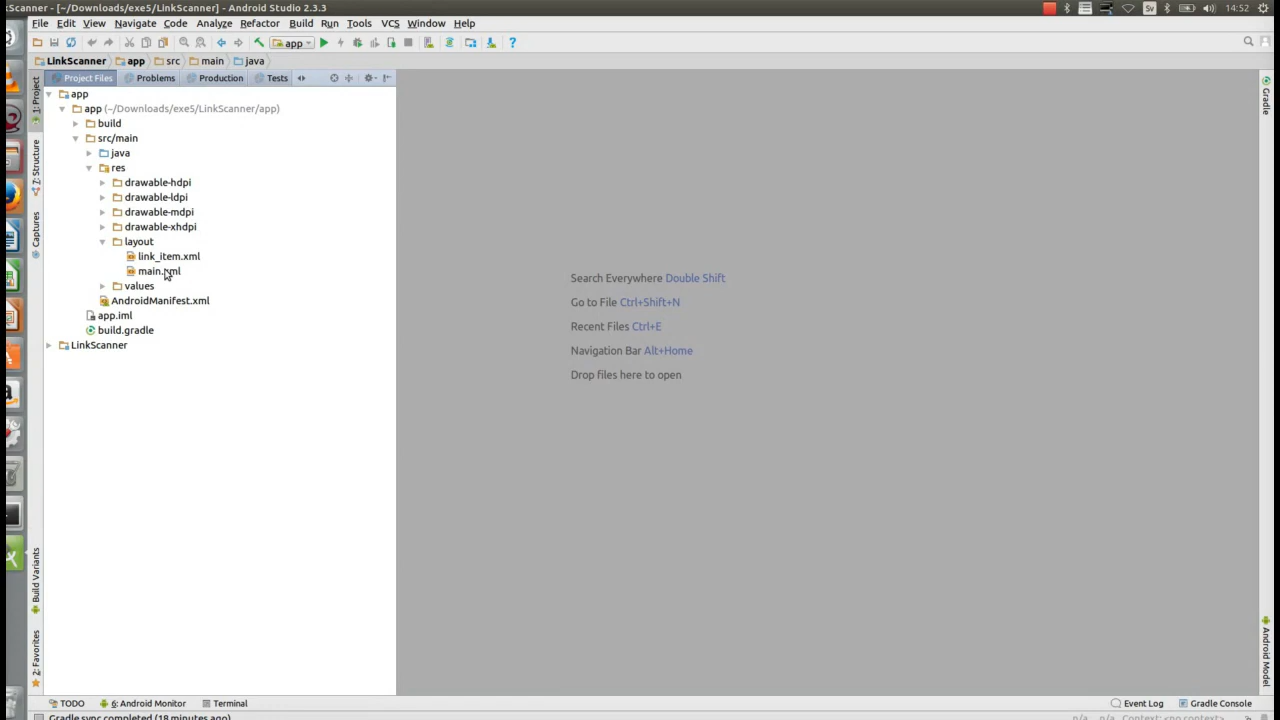 kScanner - [~/Downloads/exe5/LinkScanner] - Android Studio 2.3.3
Sv 14:52
File Edit View Navigate Code Analyze Refactor Build Run Tools VCS Window Help
app
LinkScanner app src main java
Project Files Problems Production Tests
1: Project
7: Structure
Captures
Build Variants
2: Favorites
app
app (~/Downloads/exe5/LinkScanner/app)
build
src/main
java
res
drawable-hdpi
drawable-ldpi
drawable-mdpi
drawable-xhdpi
layout
link_item.xml
main.xml
values
AndroidManifest.xml
app.iml
build.gradle
LinkScanner
Search Everywhere Double Shift
Go to File Ctrl+Shift+N
Recent Files Ctrl+E
Navigation Bar Alt+Home
Drop files here to open
Gradle
Android Model
TODO 6: Android Monitor Terminal Event Log Gradle Console
Gradle sync completed (18 minutes ago) n/a n/a Context: <no context>